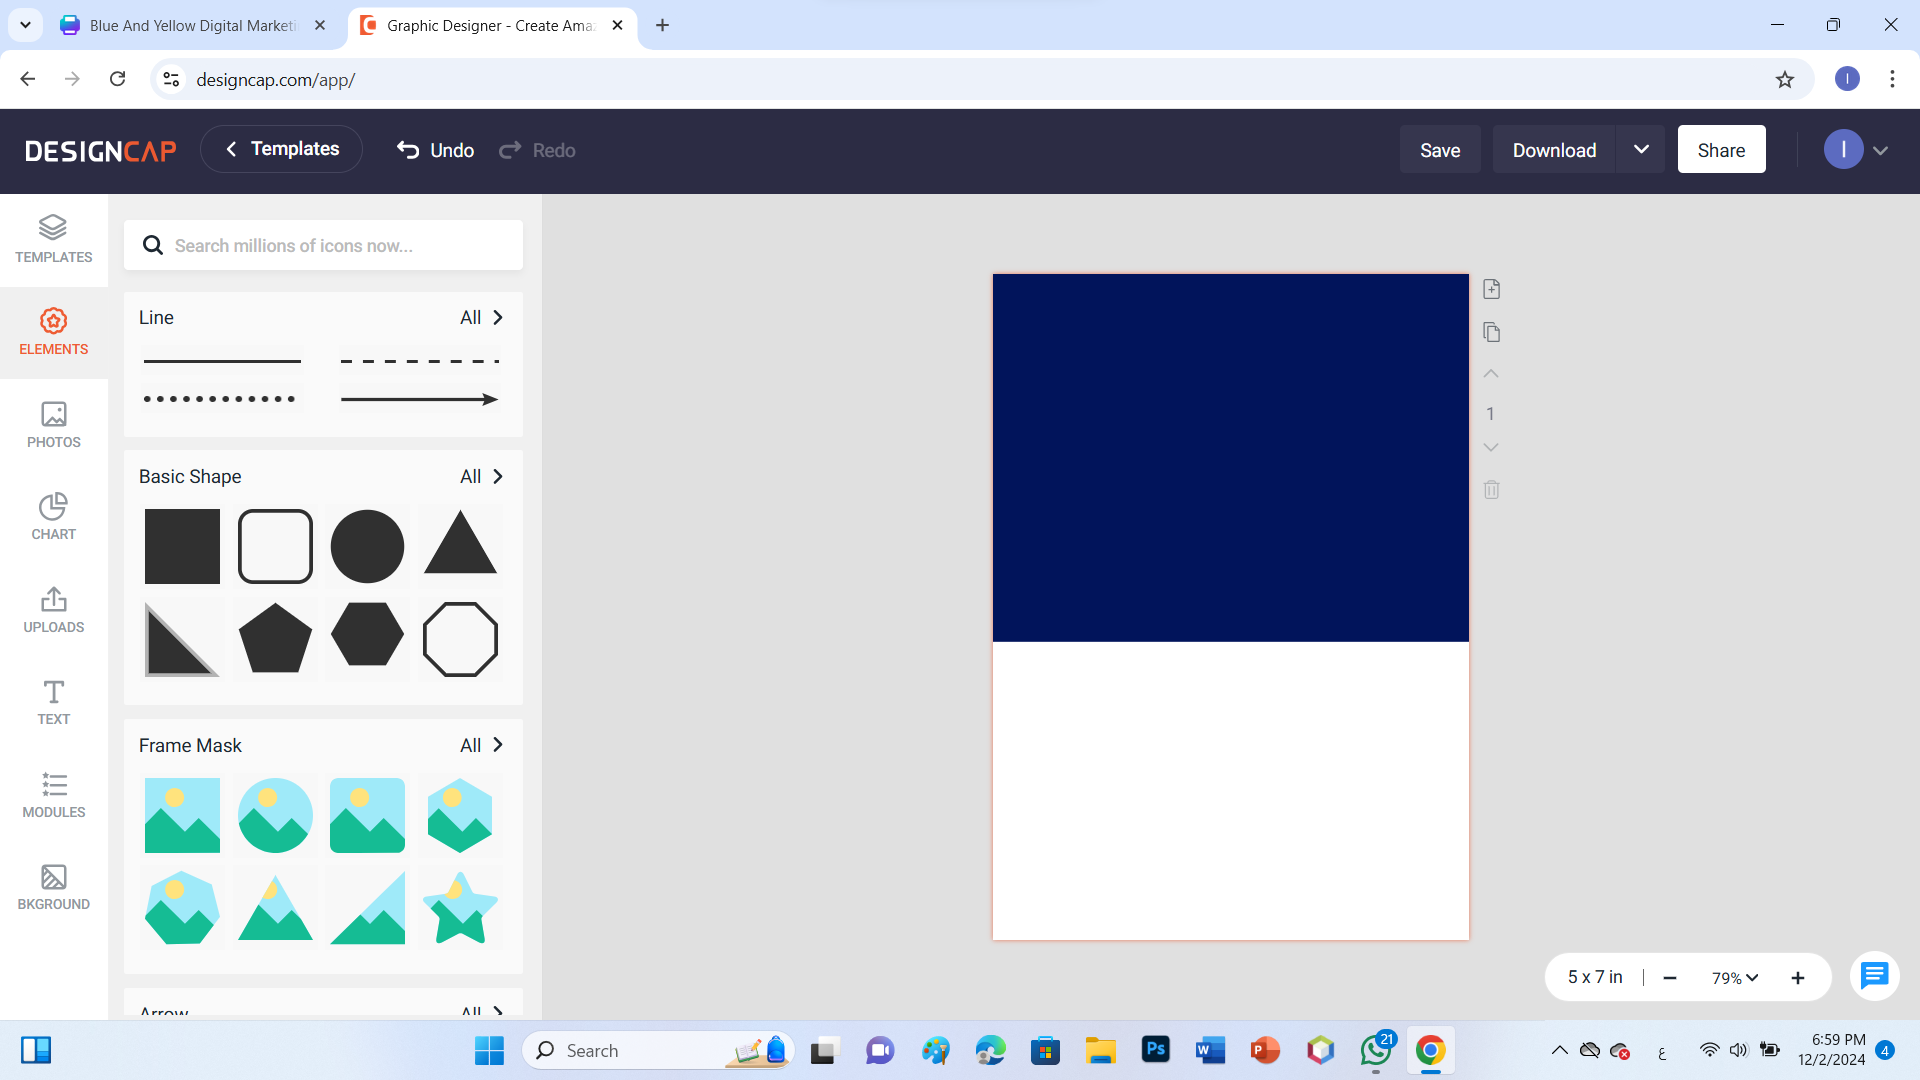 Blue And Yellow Digital Marketi
Graphic Designer - Create Ama
designcap.com/app/
I
DESIGNCAP
Templates
Undo
Redo
Save
Download
Share
I
TEMPLATES
ELEMENTS
PHOTOS
CHART
UPLOADS
TEXT
MODULES
BKGROUND
Search millions of icons now...
Line
All
Basic Shape
All
Frame Mask
All
Arrow
All
1
5 x 7 in
79%
Search
Ps
W
P
21
ع
6:59 PM
12/2/2024
4